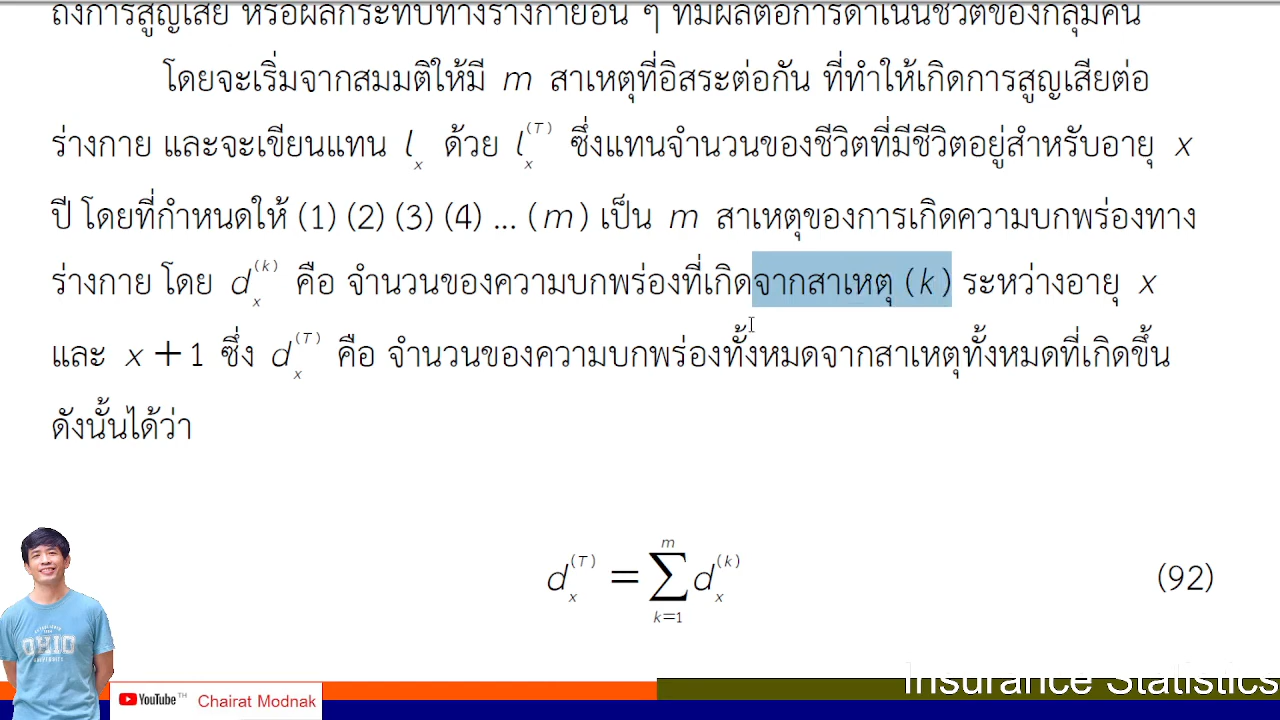 ถึงการสูญเสีย หรือผลกระทบทางร่างกายอื่น ๆ ที่มีผลต่อการดำเนินชีวิตของกลุ่มคน
โดยจะเริ่มจากสมมติให้มี m สาเหตุที่อิสระต่อกัน ที่ทำให้เกิดการสูญเสียต่อ
ร่างกาย และจะเขียนแทน l_x ด้วย l_x^(T) ซึ่งแทนจำนวนของชีวิตที่มีชีวิตอยู่สำหรับอายุ x
ปี โดยที่กำหนดให้ (1) (2) (3) (4) ... (m) เป็น m สาเหตุของการเกิดความบกพร่องทาง
ร่างกาย โดย d_x^(k) คือ จำนวนของความบกพร่องที่เกิดจากสาเหตุ (k) ระหว่างอายุ x
และ x + 1 ซึ่ง d_x^(T) คือ จำนวนของความบกพร่องทั้งหมดจากสาเหตุทั้งหมดที่เกิดขึ้น
ดังนั้นได้ว่า
d_x^(T) = ∑_{k=1}^{m} d_x^(k) (92)
OHIO
UNIVERSITY
YouTube TH Chairat Modnak
Insurance Statistics